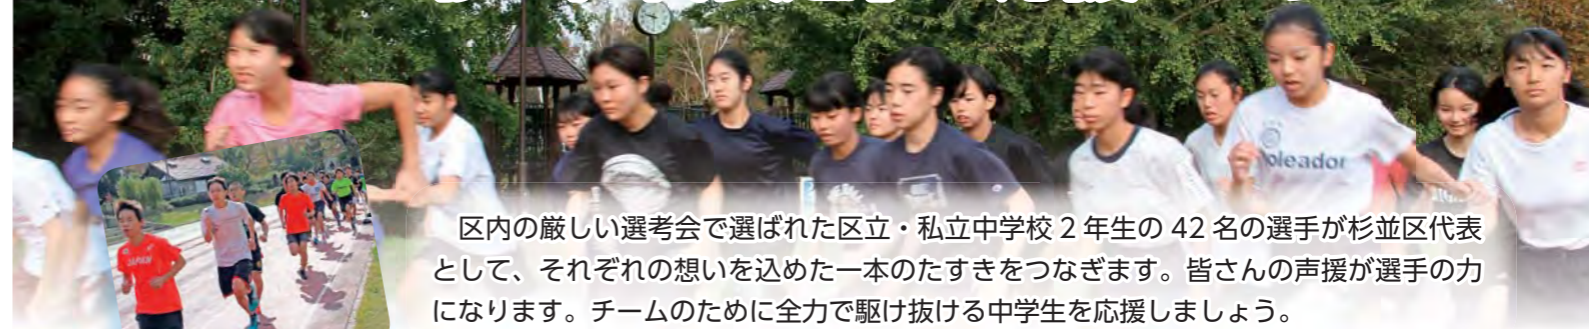 区内の厳しい選考会で選ばれた区立・私立中学校2年生の42名の選手が杉並区代表
として、それぞれの想いを込めた一本のたすきをつなぎます。皆さんの声援が選手の力
になります。チームのために全力で駆け抜ける中学生を応援しましょう。
oleador
JAPAN